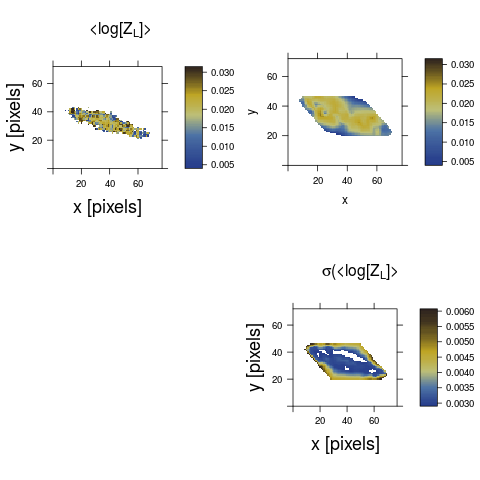 <log[Z_L]>
60
40
20
20 40 60
x [pixels]
y [pixels]
0.030
0.025
0.020
0.015
0.010
0.005
60
40
20
20 40 60
x
y
0.030
0.025
0.020
0.015
0.010
0.005
σ(<log[Z_L]>
60
40
20
20 40 60
x [pixels]
y [pixels]
0.0060
0.0055
0.0050
0.0045
0.0040
0.0035
0.0030